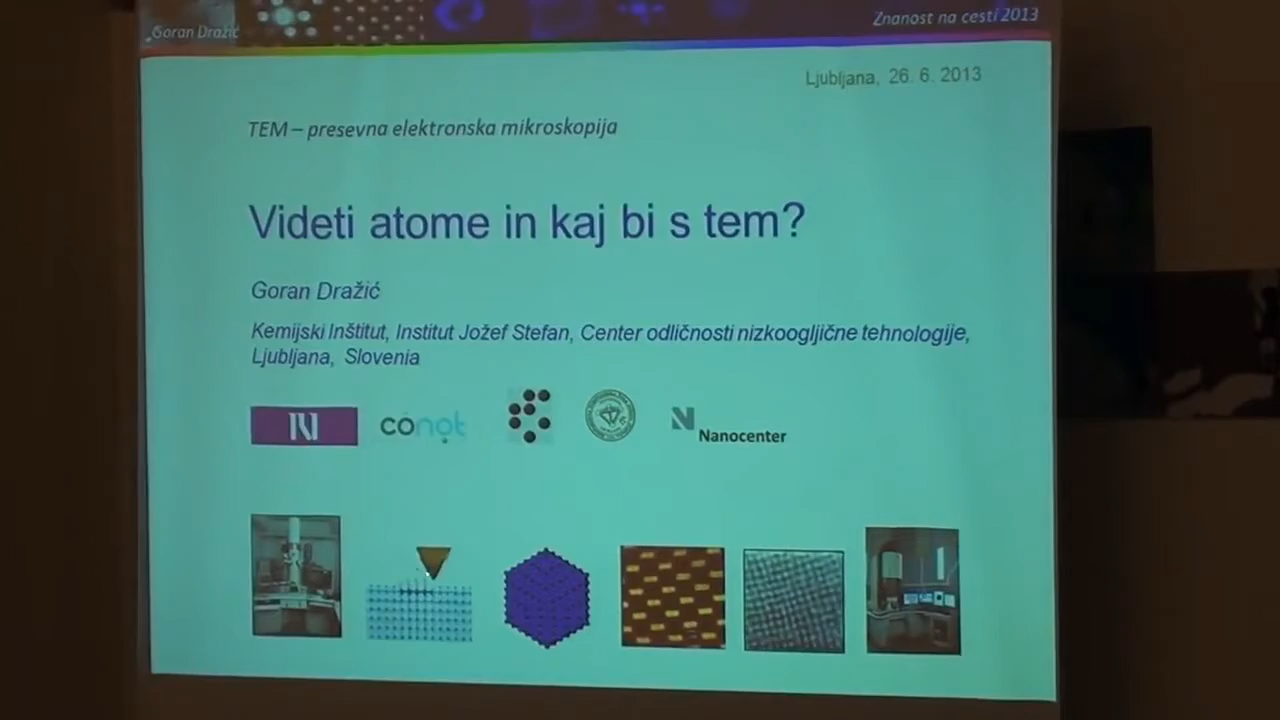 Goran Dražić
Znanost na cesti 2013
Ljubljana, 26. 6. 2013
TEM – presevna elektronska mikroskopija
Videti atome in kaj bi s tem?
Goran Dražić
Kemijski Inštitut, Institut Jožef Stefan, Center odličnosti nizkoogljične tehnologije,
Ljubljana, Slovenia
conot
Nanocenter